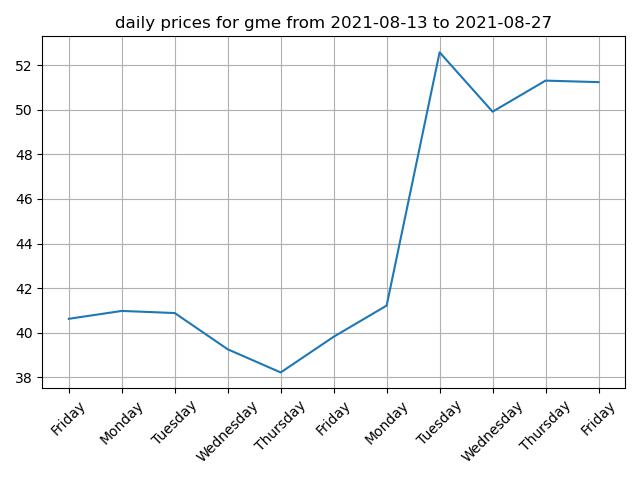 daily prices for gme from 2021-08-13 to 2021-08-27
52
50
48
46
44
42
40
38
Friday
Monday
Tuesday
Wednesday
Thursday
Friday
Monday
Tuesday
Wednesday
Thursday
Friday